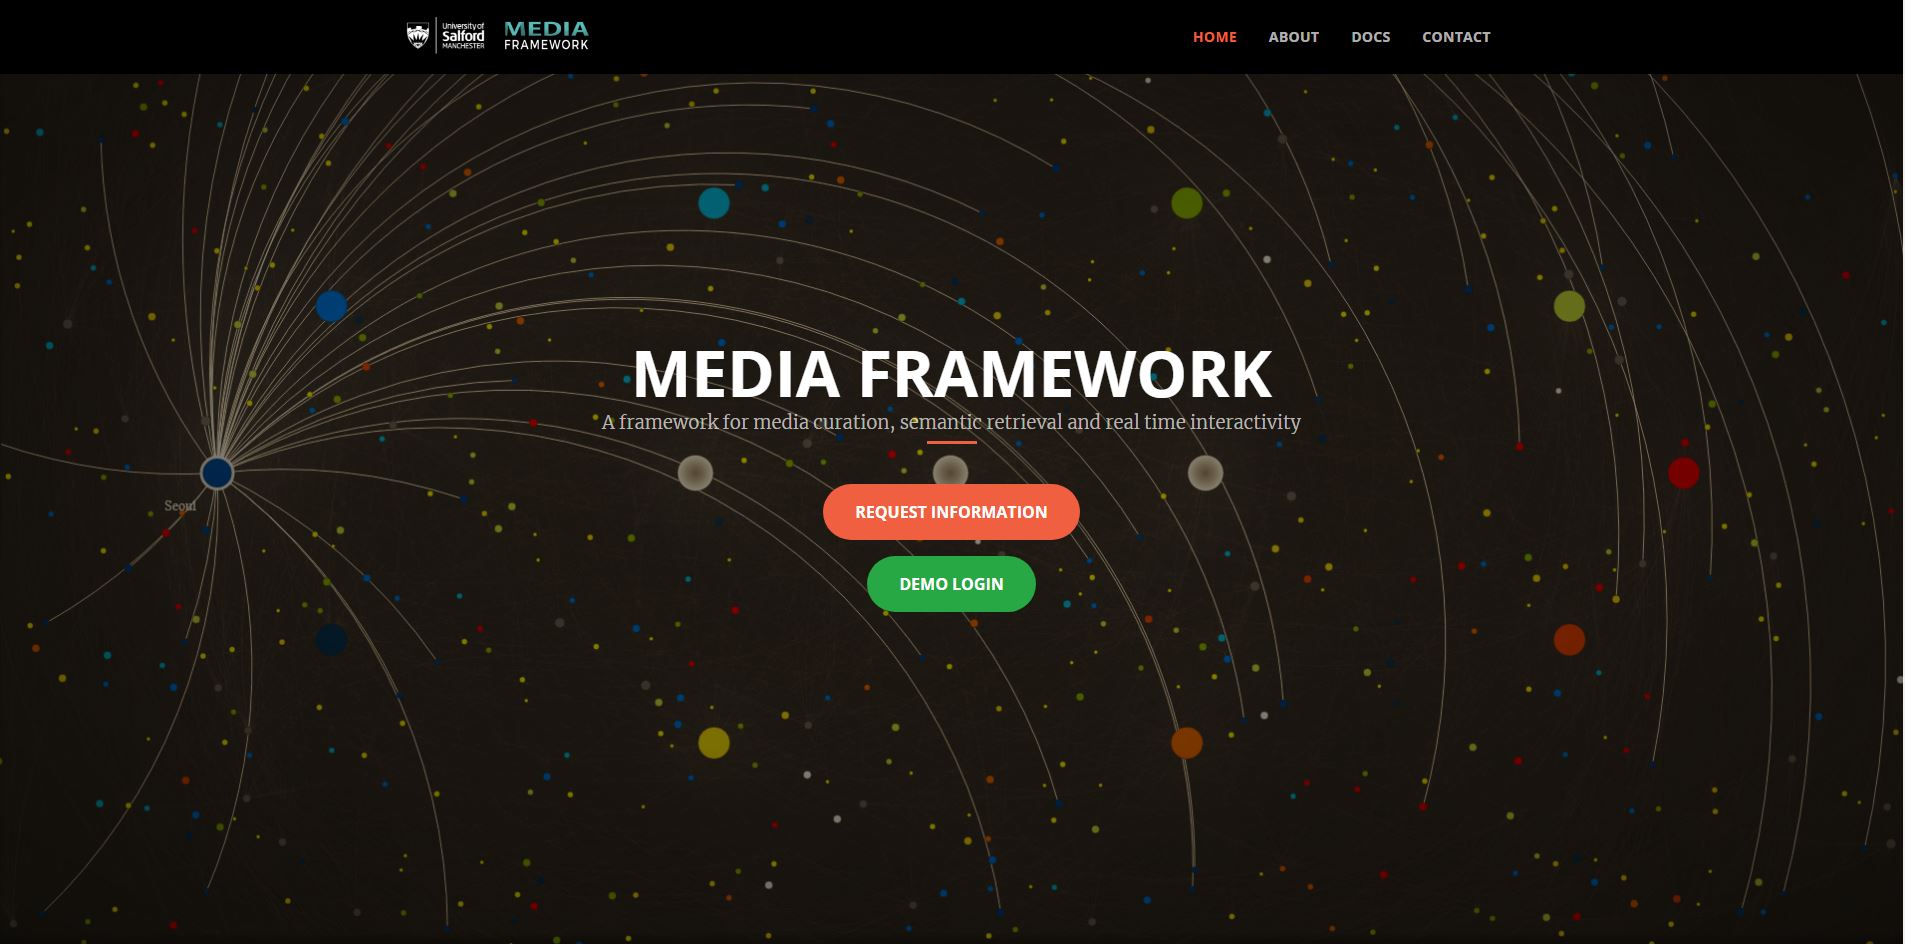 University of
Salford
MANCHESTER
MEDIA
FRAMEWORK
HOME
ABOUT
DOCS
CONTACT
MEDIA FRAMEWORK
A framework for media curation, semantic retrieval and real time interactivity
Seoul
REQUEST INFORMATION
DEMO LOGIN